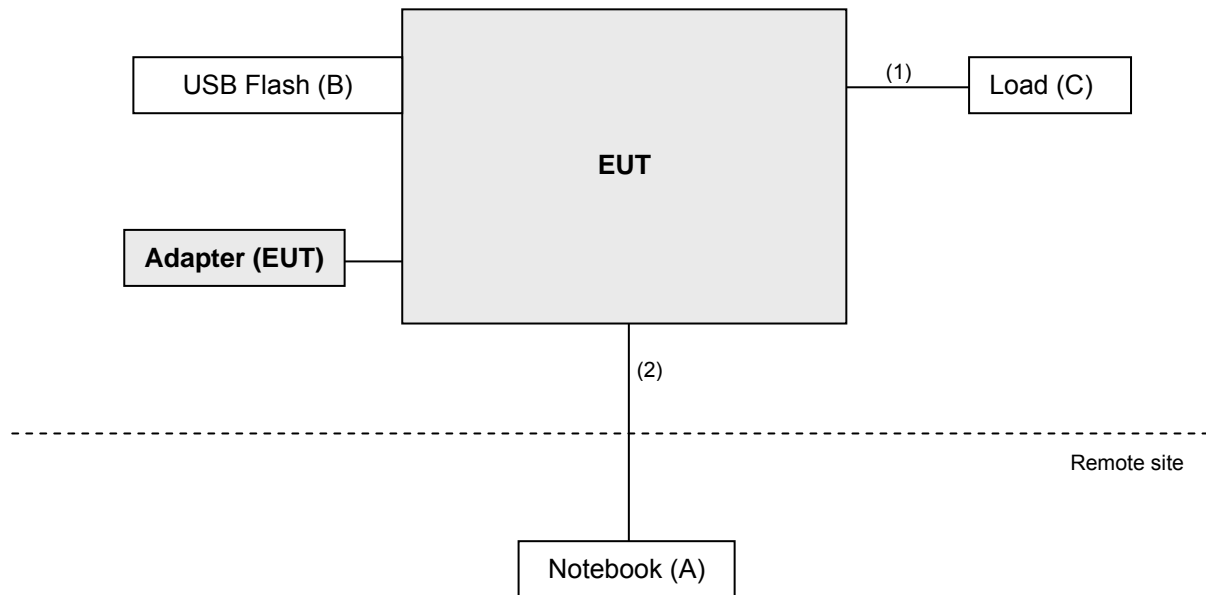 USB Flash (B)
(1)
Load (C)
EUT
Adapter (EUT)
(2)
Remote site
Notebook (A)